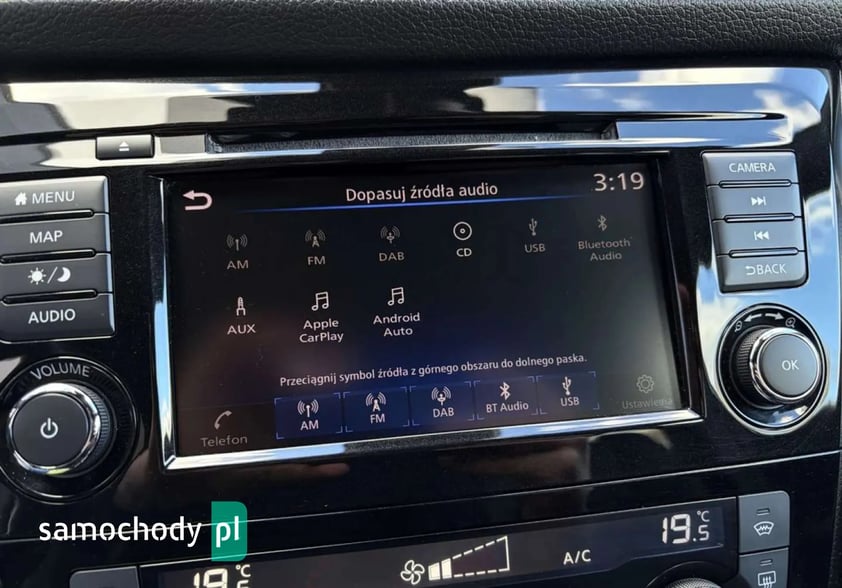 MENU
MAP
AUDIO
VOLUME
Dopasuj źródła audio
3:19
AM
FM
DAB
CD
USB
Bluetooth Audio
AUX
Apple CarPlay
Android Auto
Przeciągnij symbol źródła z górnego obszaru do dolnego paska.
Telefon
AM
FM
DAB
BT Audio
USB
Ustawienia
CAMERA
BACK
OK
samochody pl
19.5 °C
A/C
19.5 °C